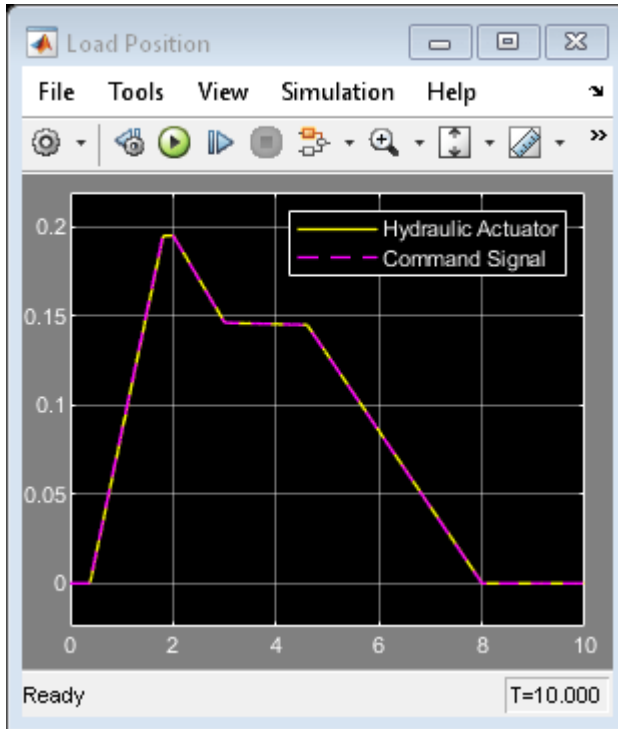 Load Position
File Tools View Simulation Help
Hydraulic Actuator
Command Signal
0.2
0.15
0.1
0.05
0
0 2 4 6 8 10
Ready T=10.000